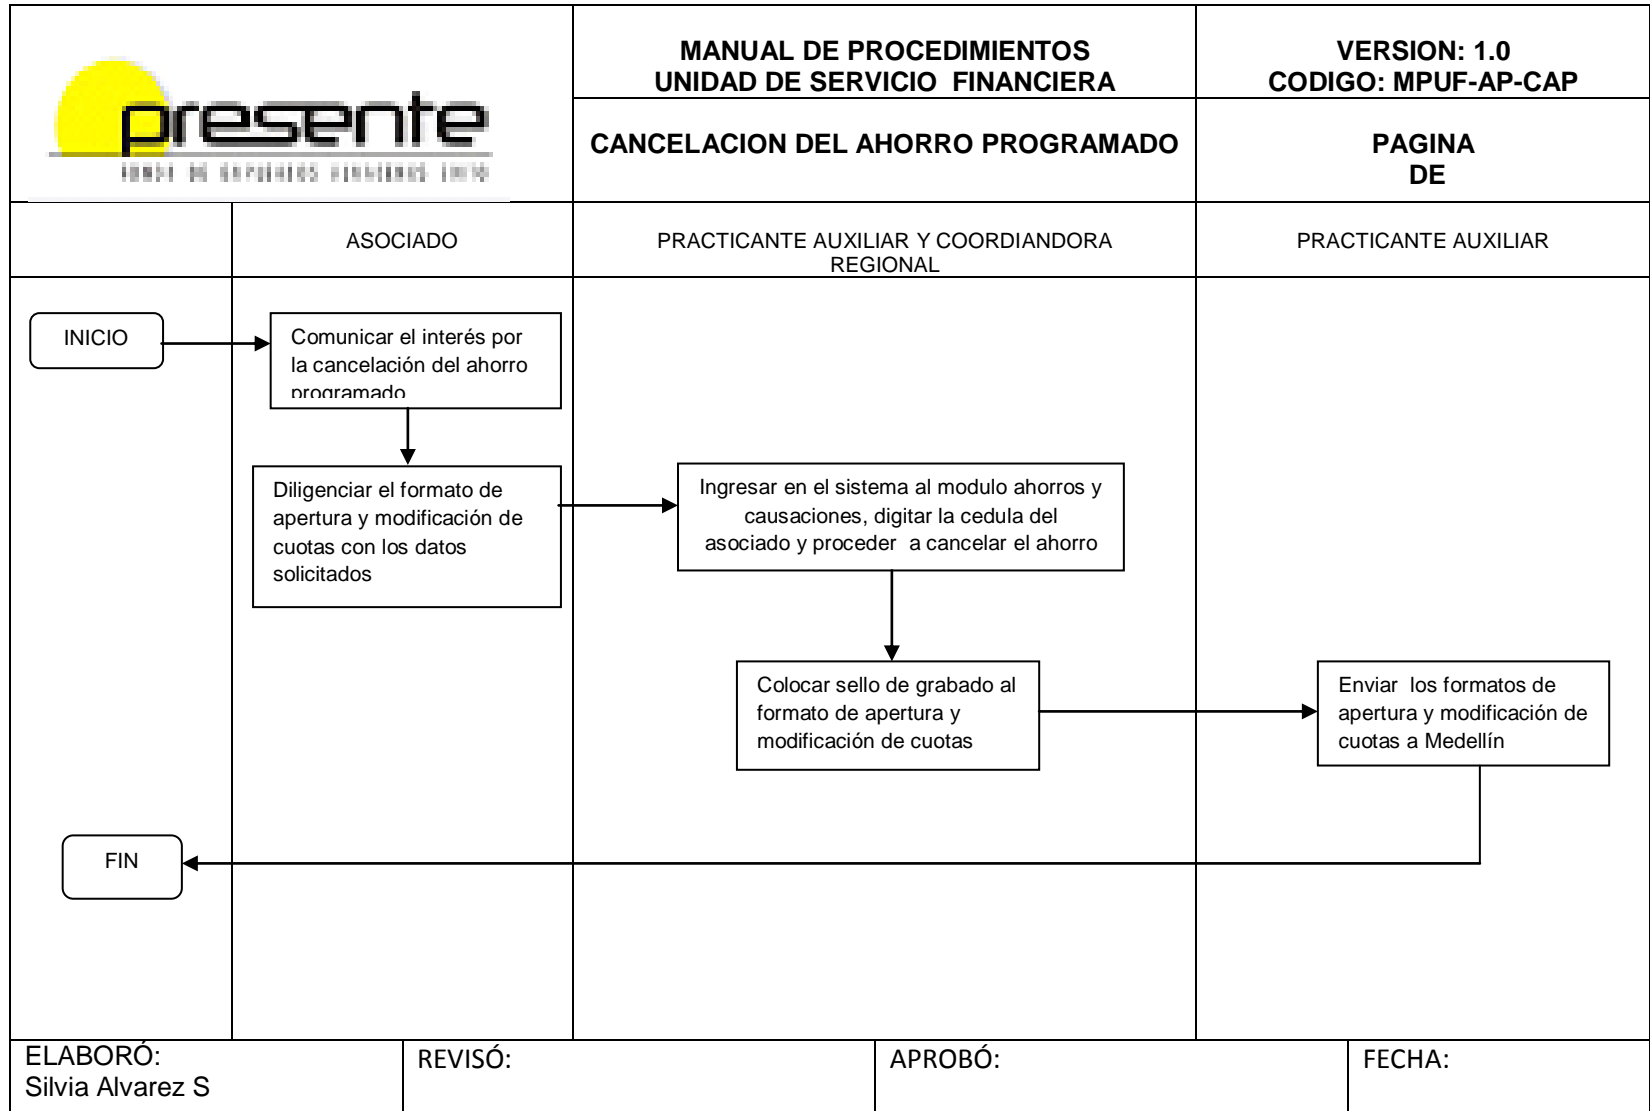 presente
MANUAL DE PROCEDIMIENTOS
UNIDAD DE SERVICIO FINANCIERA
VERSION: 1.0
CODIGO: MPUF-AP-CAP
CANCELACION DEL AHORRO PROGRAMADO
PAGINA
DE
ASOCIADO
PRACTICANTE AUXILIAR Y COORDIANDORA
REGIONAL
PRACTICANTE AUXILIAR
INICIO
Comunicar el interés por
la cancelación del ahorro
programado
Diligenciar el formato de
apertura y modificación de
cuotas con los datos
solicitados
Ingresar en el sistema al modulo ahorros y
causaciones, digitar la cedula del
asociado y proceder a cancelar el ahorro
Colocar sello de grabado al
formato de apertura y
modificación de cuotas
Enviar los formatos de
apertura y modificación de
cuotas a Medellín
FIN
ELABORÓ:
Silvia Alvarez S
REVISÓ:
APROBÓ:
FECHA: